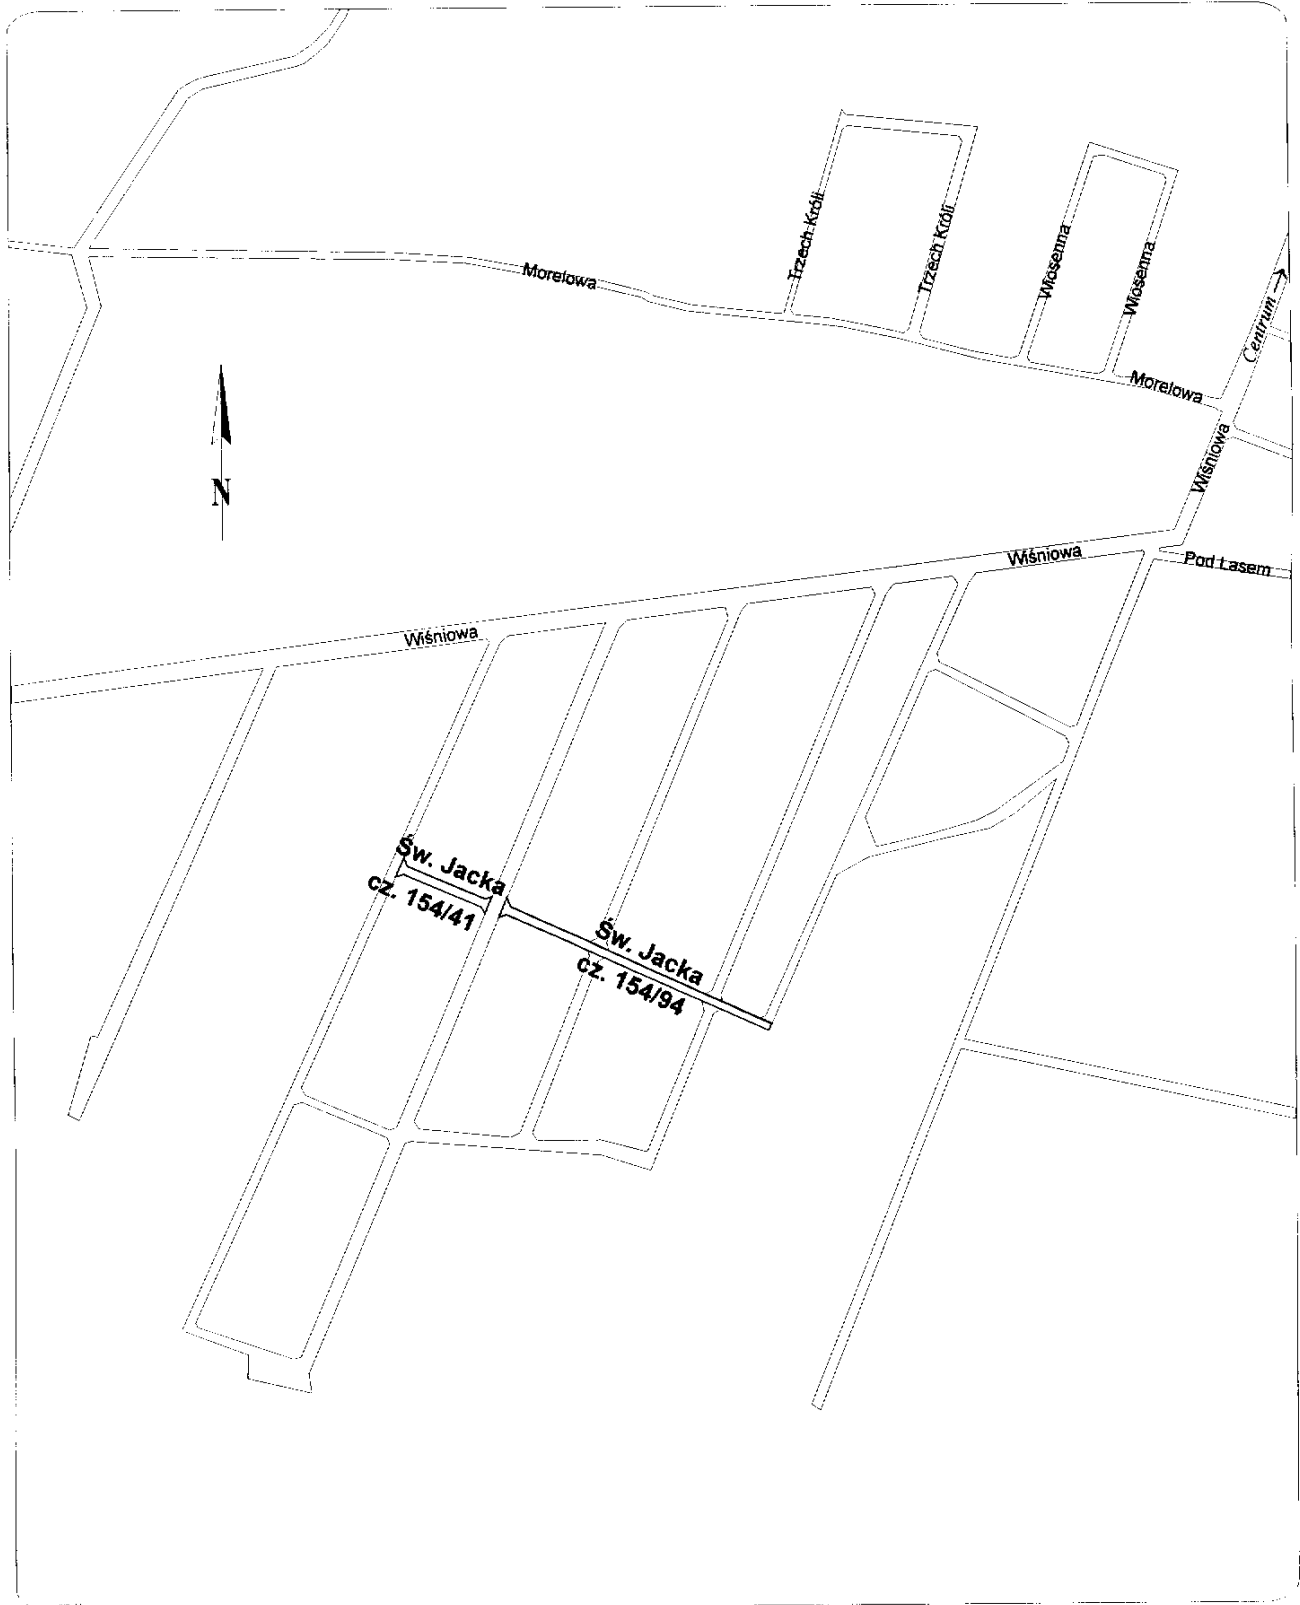 Trzech Króli
Trzech Króli
Wiosenna
Wiosenna
Morelowa
Centrum
Morelowa
Wiśniowa
N
Wiśniowa
Pod Lasem
Wiśniowa
Św. Jacka
cz. 154/41
Św. Jacka
cz. 154/94